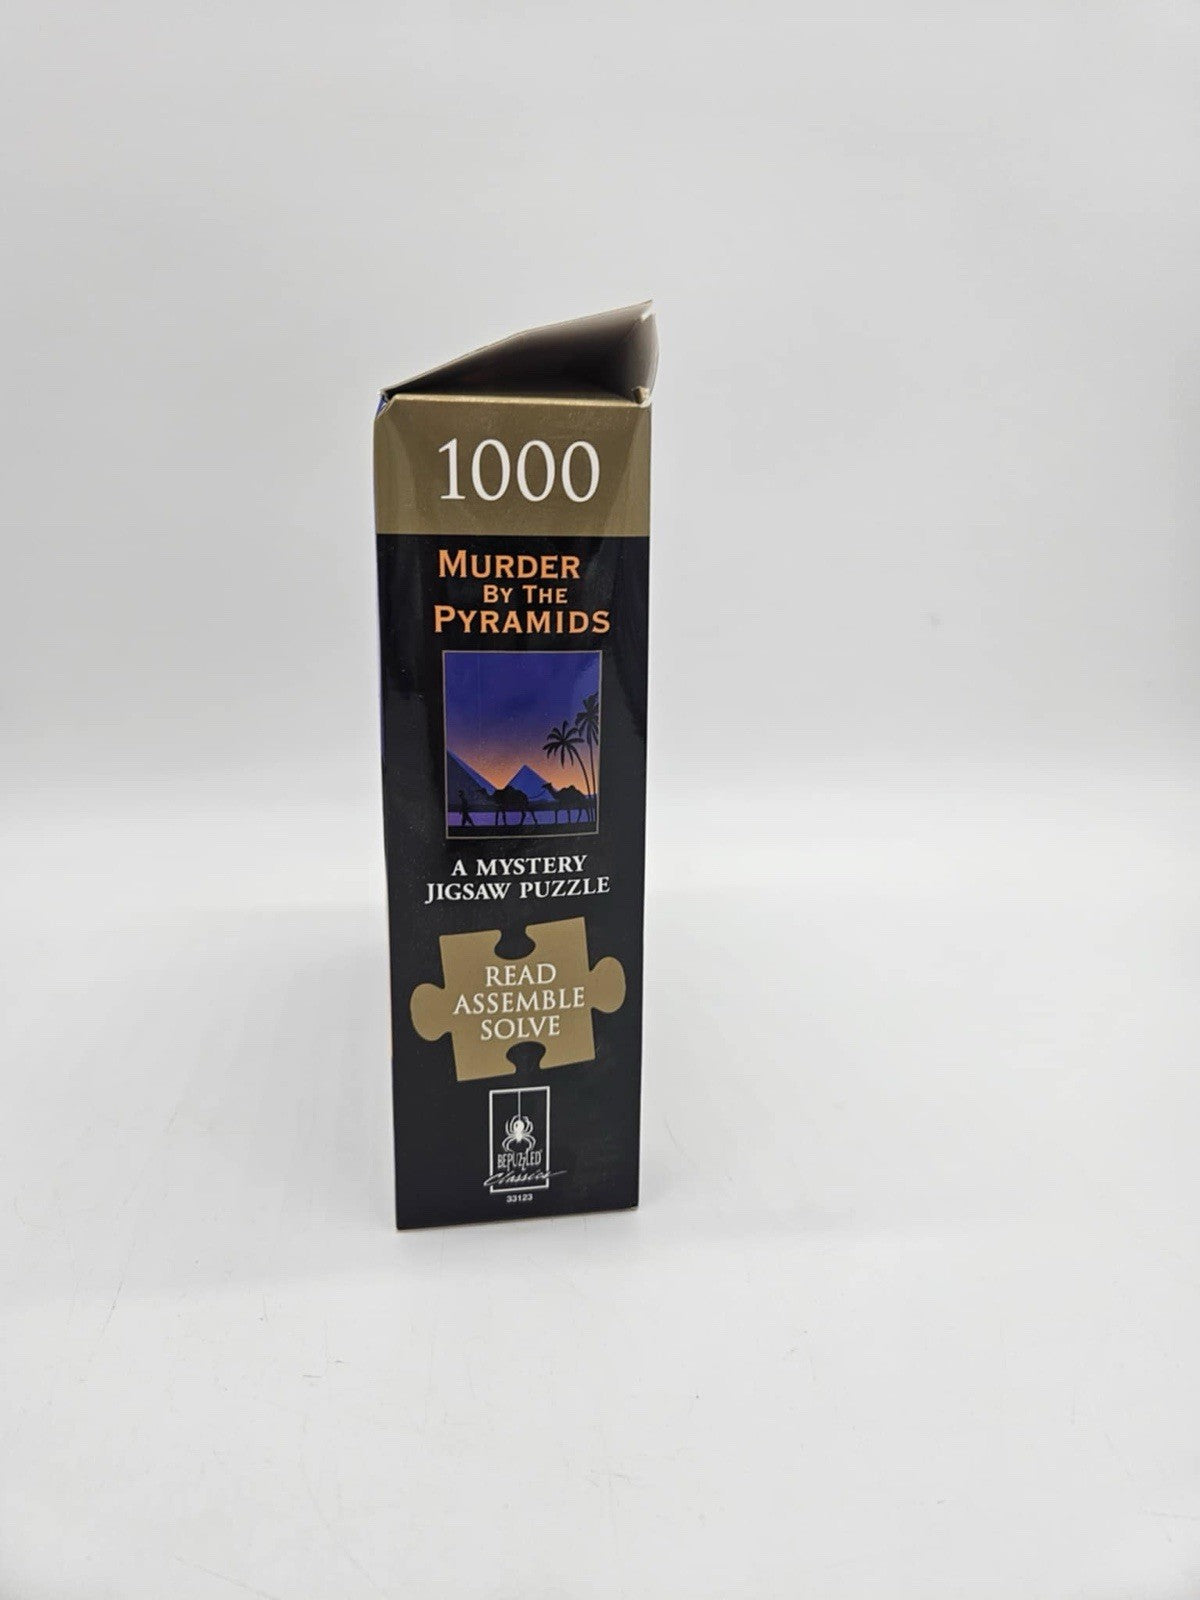 1000
MURDER
BY THE
PYRAMIDS
A MYSTERY
JIGSAW PUZZLE
READ
ASSEMBLE
SOLVE
BEPUZZLED
Classics
33123